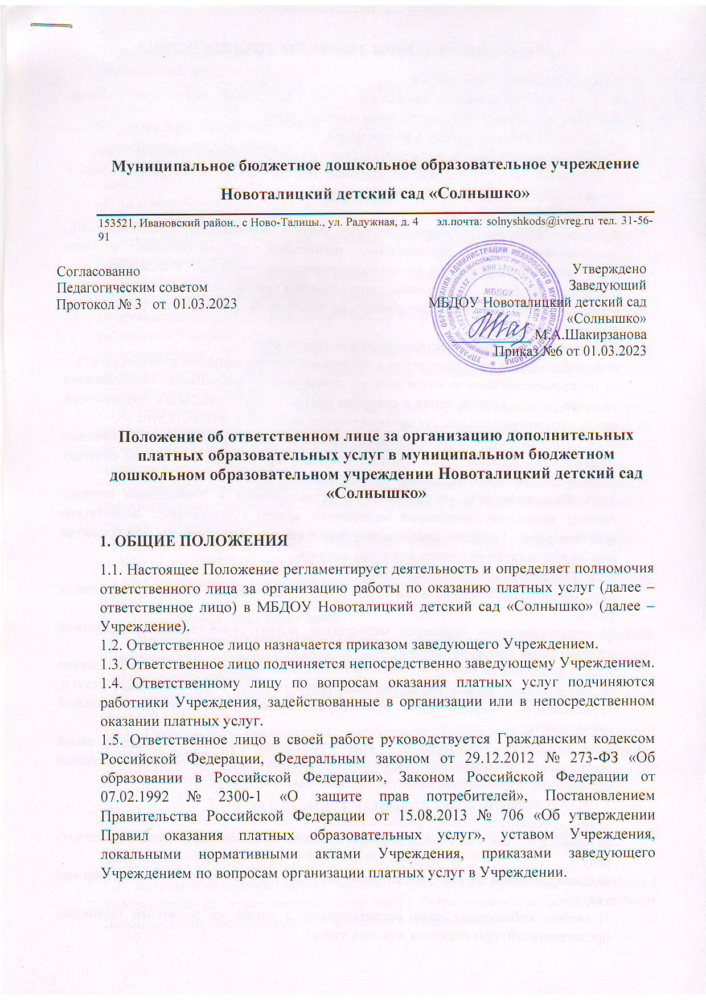 Муниципальное бюджетное дошкольное образовательное учреждение
Новоталицкий детский сад «Солнышко»
153521, Ивановский район., с Ново-Талицы., ул. Радужная, д. 4 эл.почта: solnyshkods@ivreg.ru тел. 31-56-
91
Согласованно
Педагогическим советом
Протокол № 3 от 01.03.2023
Утверждено
Заведующий
МБДОУ Новоталицкий детский сад
«Солнышко»
М.А.Шакирзанова
Приказ №6 от 01.03.2023
УПРАВЛЕНИЕ ОБРАЗОВАНИЯ АДМИНИСТРАЦИИ ИВАНОВСКОГО МУНИЦИПАЛЬНОГО РАЙОНА
МБДОУ
детский сад
Положение об ответственном лице за организацию дополнительных
платных образовательных услуг в муниципальном бюджетном
дошкольном образовательном учреждении Новоталицкий детский сад
«Солнышко»
1. ОБЩИЕ ПОЛОЖЕНИЯ
1.1. Настоящее Положение регламентирует деятельность и определяет полномочия
ответственного лица за организацию работы по оказанию платных услуг (далее –
ответственное лицо) в МБДОУ Новоталицкий детский сад «Солнышко» (далее –
Учреждение).
1.2. Ответственное лицо назначается приказом заведующего Учреждением.
1.3. Ответственное лицо подчиняется непосредственно заведующему Учреждением.
1.4. Ответственному лицу по вопросам оказания платных услуг подчиняются
работники Учреждения, задействованные в организации или в непосредственном
оказании платных услуг.
1.5. Ответственное лицо в своей работе руководствуется Гражданским кодексом
Российской Федерации, Федеральным законом от 29.12.2012 № 273-ФЗ «Об
образовании в Российской Федерации», Законом Российской Федерации от
07.02.1992 № 2300-1 «О защите прав потребителей», Постановлением
Правительства Российской Федерации от 15.08.2013 № 706 «Об утверждении
Правил оказания платных образовательных услуг», уставом Учреждения,
локальными нормативными актами Учреждения, приказами заведующего
Учреждением по вопросам организации платных услуг в Учреждении.